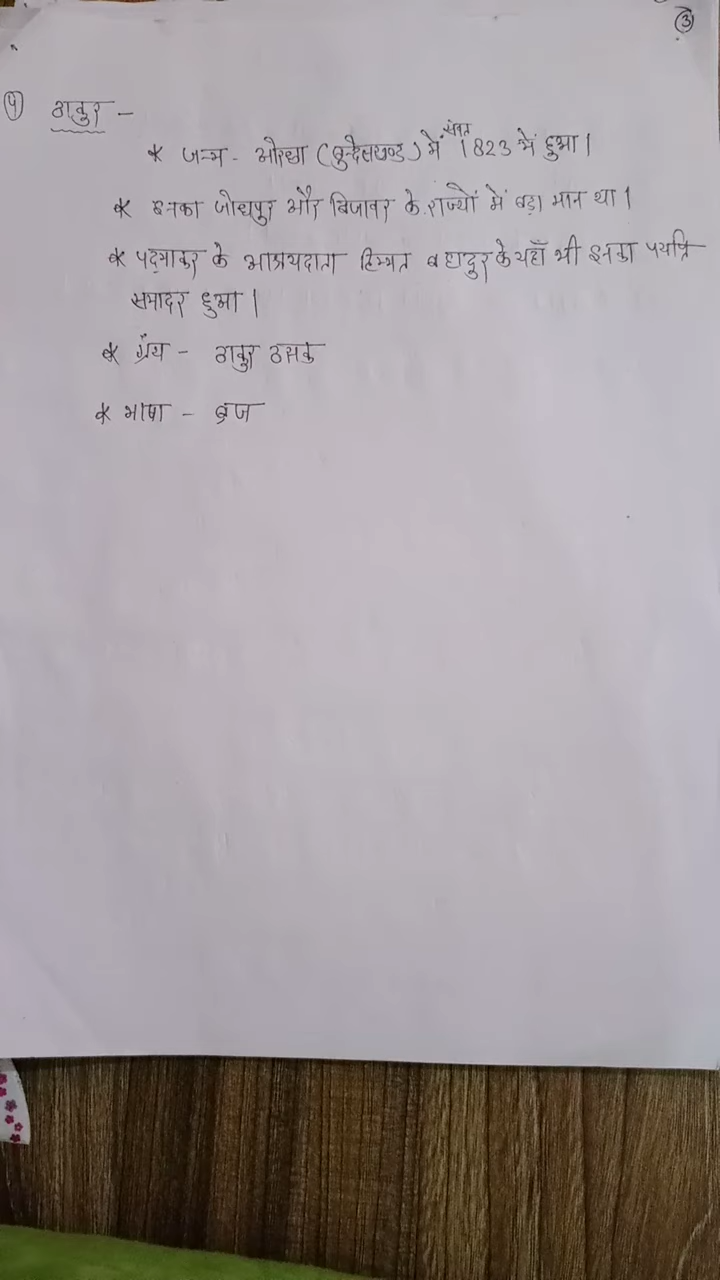 ③
५ ठाकुर –
* जन्म - ओरछा (बुन्देलखण्ड) में संवत 1823 में हुआ।
* इनका जोधपुर और बिजावर के राज्यों में बड़ा मान था।
* पद्माकर के आश्रयदाता हिम्मत बहादुर के यहाँ भी इनका पर्याप्त
समादर हुआ।
* ग्रंथ – ठाकुर ठसक
* भाषा – ब्रज